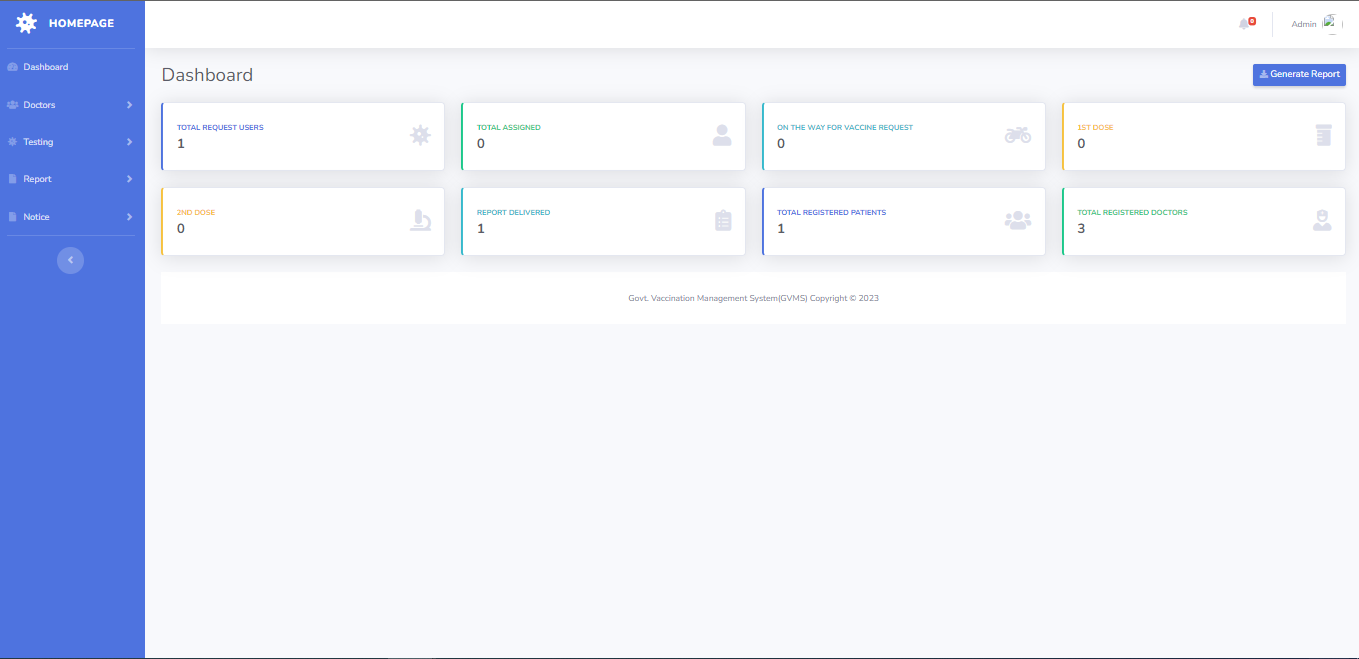 HOMEPAGE
0
Admin
Dashboard
Doctors
Testing
Report
Notice
Dashboard
Generate Report
TOTAL REQUEST USERS
1
TOTAL ASSIGNED
0
ON THE WAY FOR VACCINE REQUEST
0
1ST DOSE
0
2ND DOSE
0
REPORT DELIVERED
1
TOTAL REGISTERED PATIENTS
1
TOTAL REGISTERED DOCTORS
3
Govt. Vaccination Management System(GVMS) Copyright © 2023